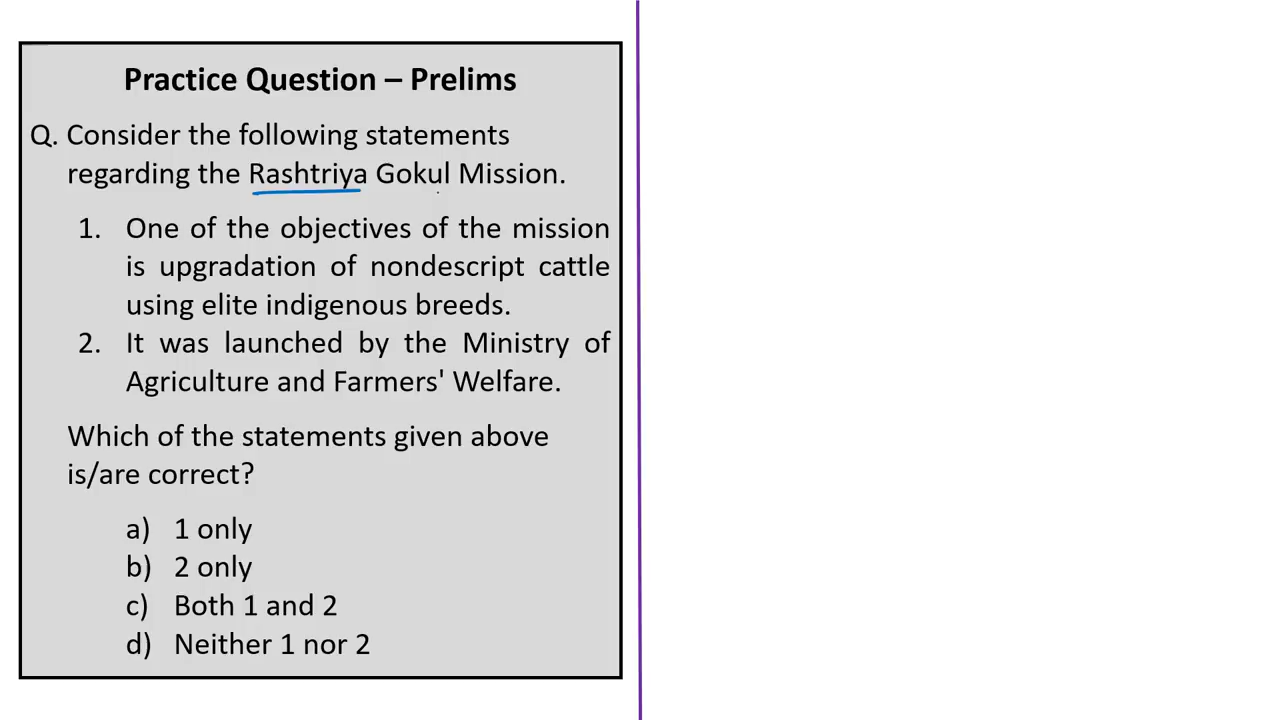 Practice Question – Prelims
Q. Consider the following statements
regarding the Rashtriya Gokul Mission.
1. One of the objectives of the mission
is upgradation of nondescript cattle
using elite indigenous breeds.
2. It was launched by the Ministry of
Agriculture and Farmers' Welfare.
Which of the statements given above
is/are correct?
a) 1 only
b) 2 only
c) Both 1 and 2
d) Neither 1 nor 2